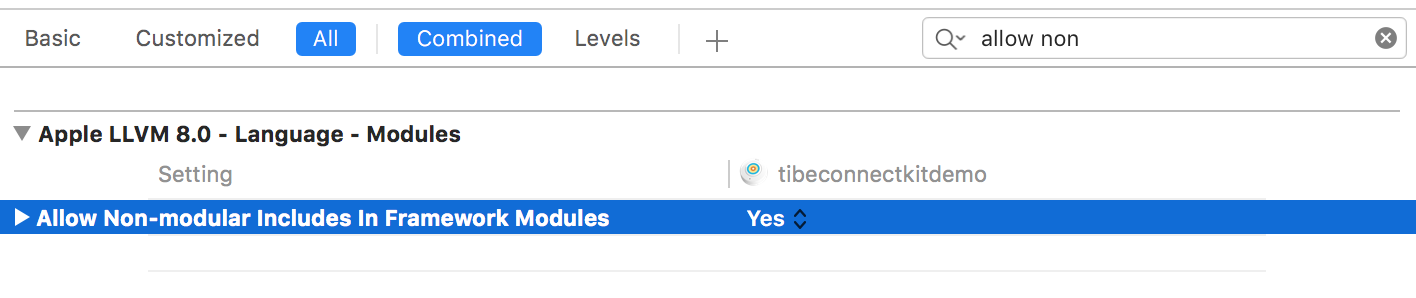 Basic Customized All Combined Levels + allow non
Apple LLVM 8.0 - Language - Modules
Setting tibeconnectkitdemo
Allow Non-modular Includes In Framework Modules Yes